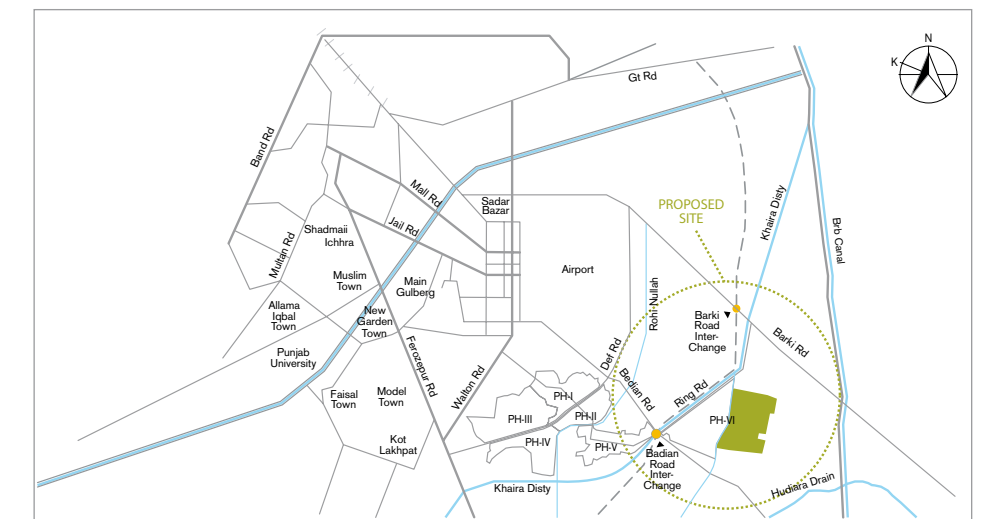 N
K
Gt Rd
Band Rd
Mall Rd
Jail Rd
Sadar
Bazar
PROPOSED
SITE
Khaira Disty
Brb Canal
Multan Rd
Shadmaii
Ichhra
Muslim
Town
Main
Gulberg
Airport
Rohi-Nullah
Allama
Iqbal
Town
New
Garden
Town
Barki
Road
Inter-
Change
Barki Rd
Punjab
University
Ferozepur Rd
Walton Rd
Def Rd
Bedian Rd
Ring Rd
Faisal
Town
Model
Town
PH-I
PH-II
PH-III
PH-IV
PH-V
PH-VI
Kot
Lakhpat
Badian
Road
Inter-
Change
Khaira Disty
Hudiara Drain